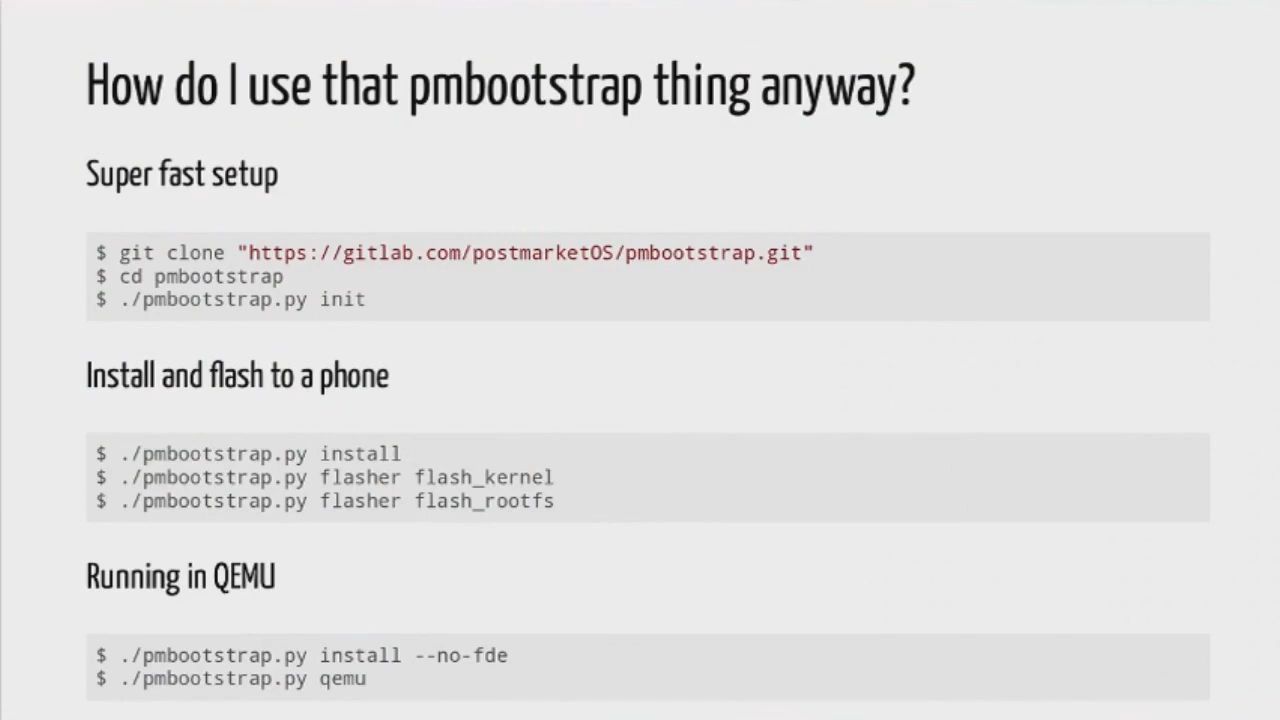 How do I use that pmbootstrap thing anyway?
Super fast setup
$ git clone "https://gitlab.com/postmarketOS/pmbootstrap.git"
$ cd pmbootstrap
$ ./pmbootstrap.py init
Install and flash to a phone
$ ./pmbootstrap.py install
$ ./pmbootstrap.py flasher flash_kernel
$ ./pmbootstrap.py flasher flash_rootfs
Running in QEMU
$ ./pmbootstrap.py install --no-fde
$ ./pmbootstrap.py qemu